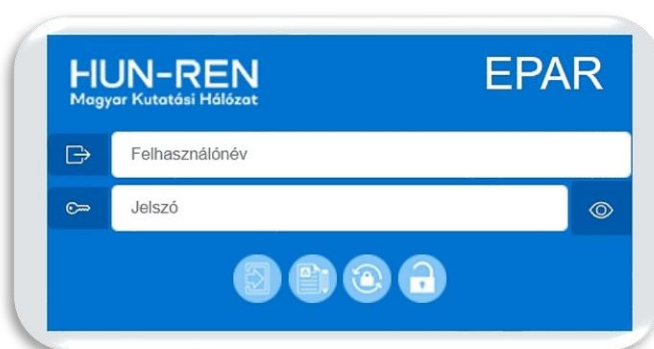 HUN-REN
Magyar Kutatási Hálózat
EPAR
Felhasználónév
Jelszó